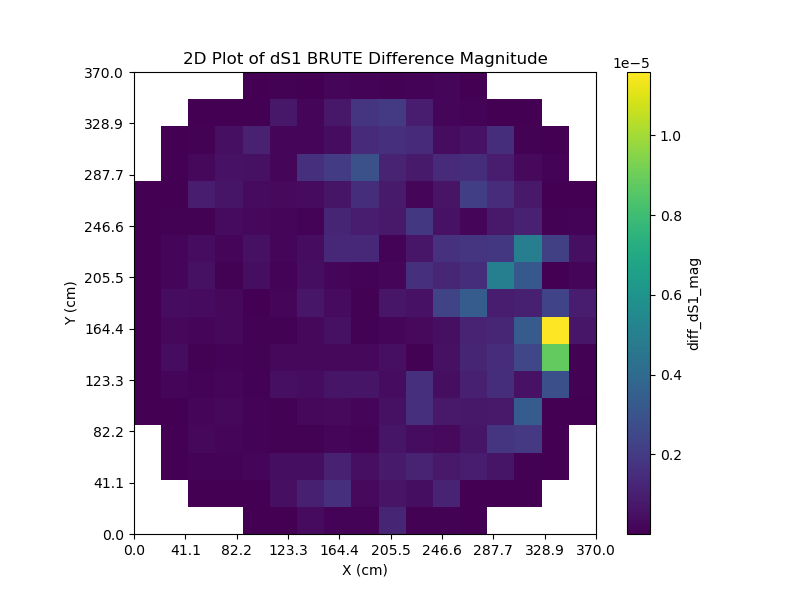 2D Plot of dS1 BRUTE Difference Magnitude
1e−5
370.0
328.9
287.7
246.6
205.5
164.4
123.3
82.2
41.1
0.0
Y (cm)
0.0 41.1 82.2 123.3 164.4 205.5 246.6 287.7 328.9 370.0
X (cm)
1.0
0.8
0.6
0.4
0.2
diff_dS1_mag